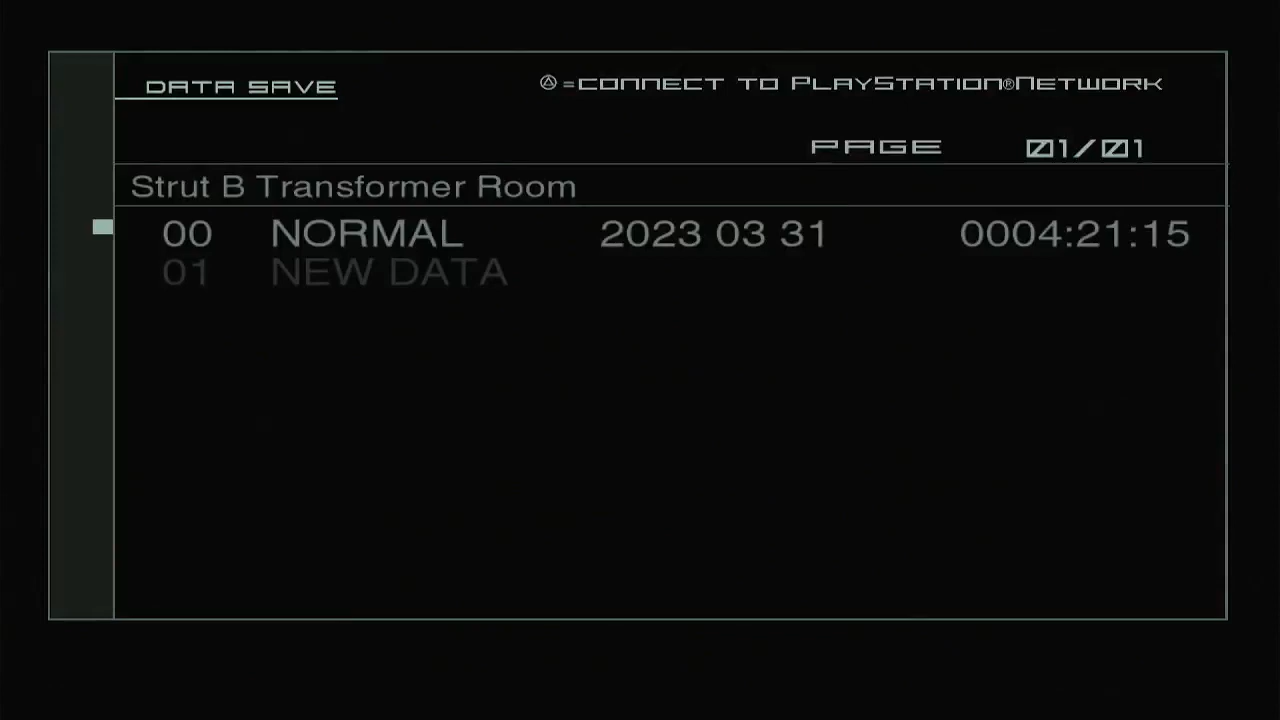 DATA SAVE
Ⓐ=CONNECT TO PLAYSTATION®NETWORK
PAGE 01/01
Strut B Transformer Room
00 NORMAL 2023 03 31 0004:21:15
01 NEW DATA